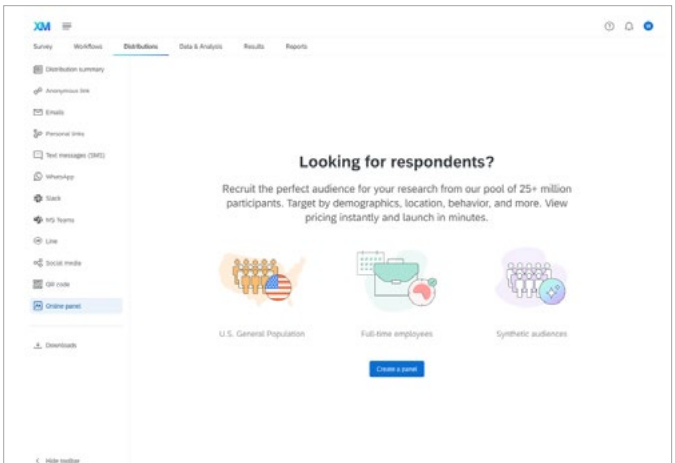 XM
Survey Workflows Distributions Data & Analysis Results Reports
Distribution summary
Anonymous link
Emails
Personal links
Text messages (SMS)
WhatsApp
Slack
MS Teams
Line
Social media
QR code
Online panel
Downloads
Hide toolbar
Looking for respondents?
Recruit the perfect audience for your research from our pool of 25+ million
participants. Target by demographics, location, behavior, and more. View
pricing instantly and launch in minutes.
U.S. General Population Full-time employees Synthetic audiences
Create a panel